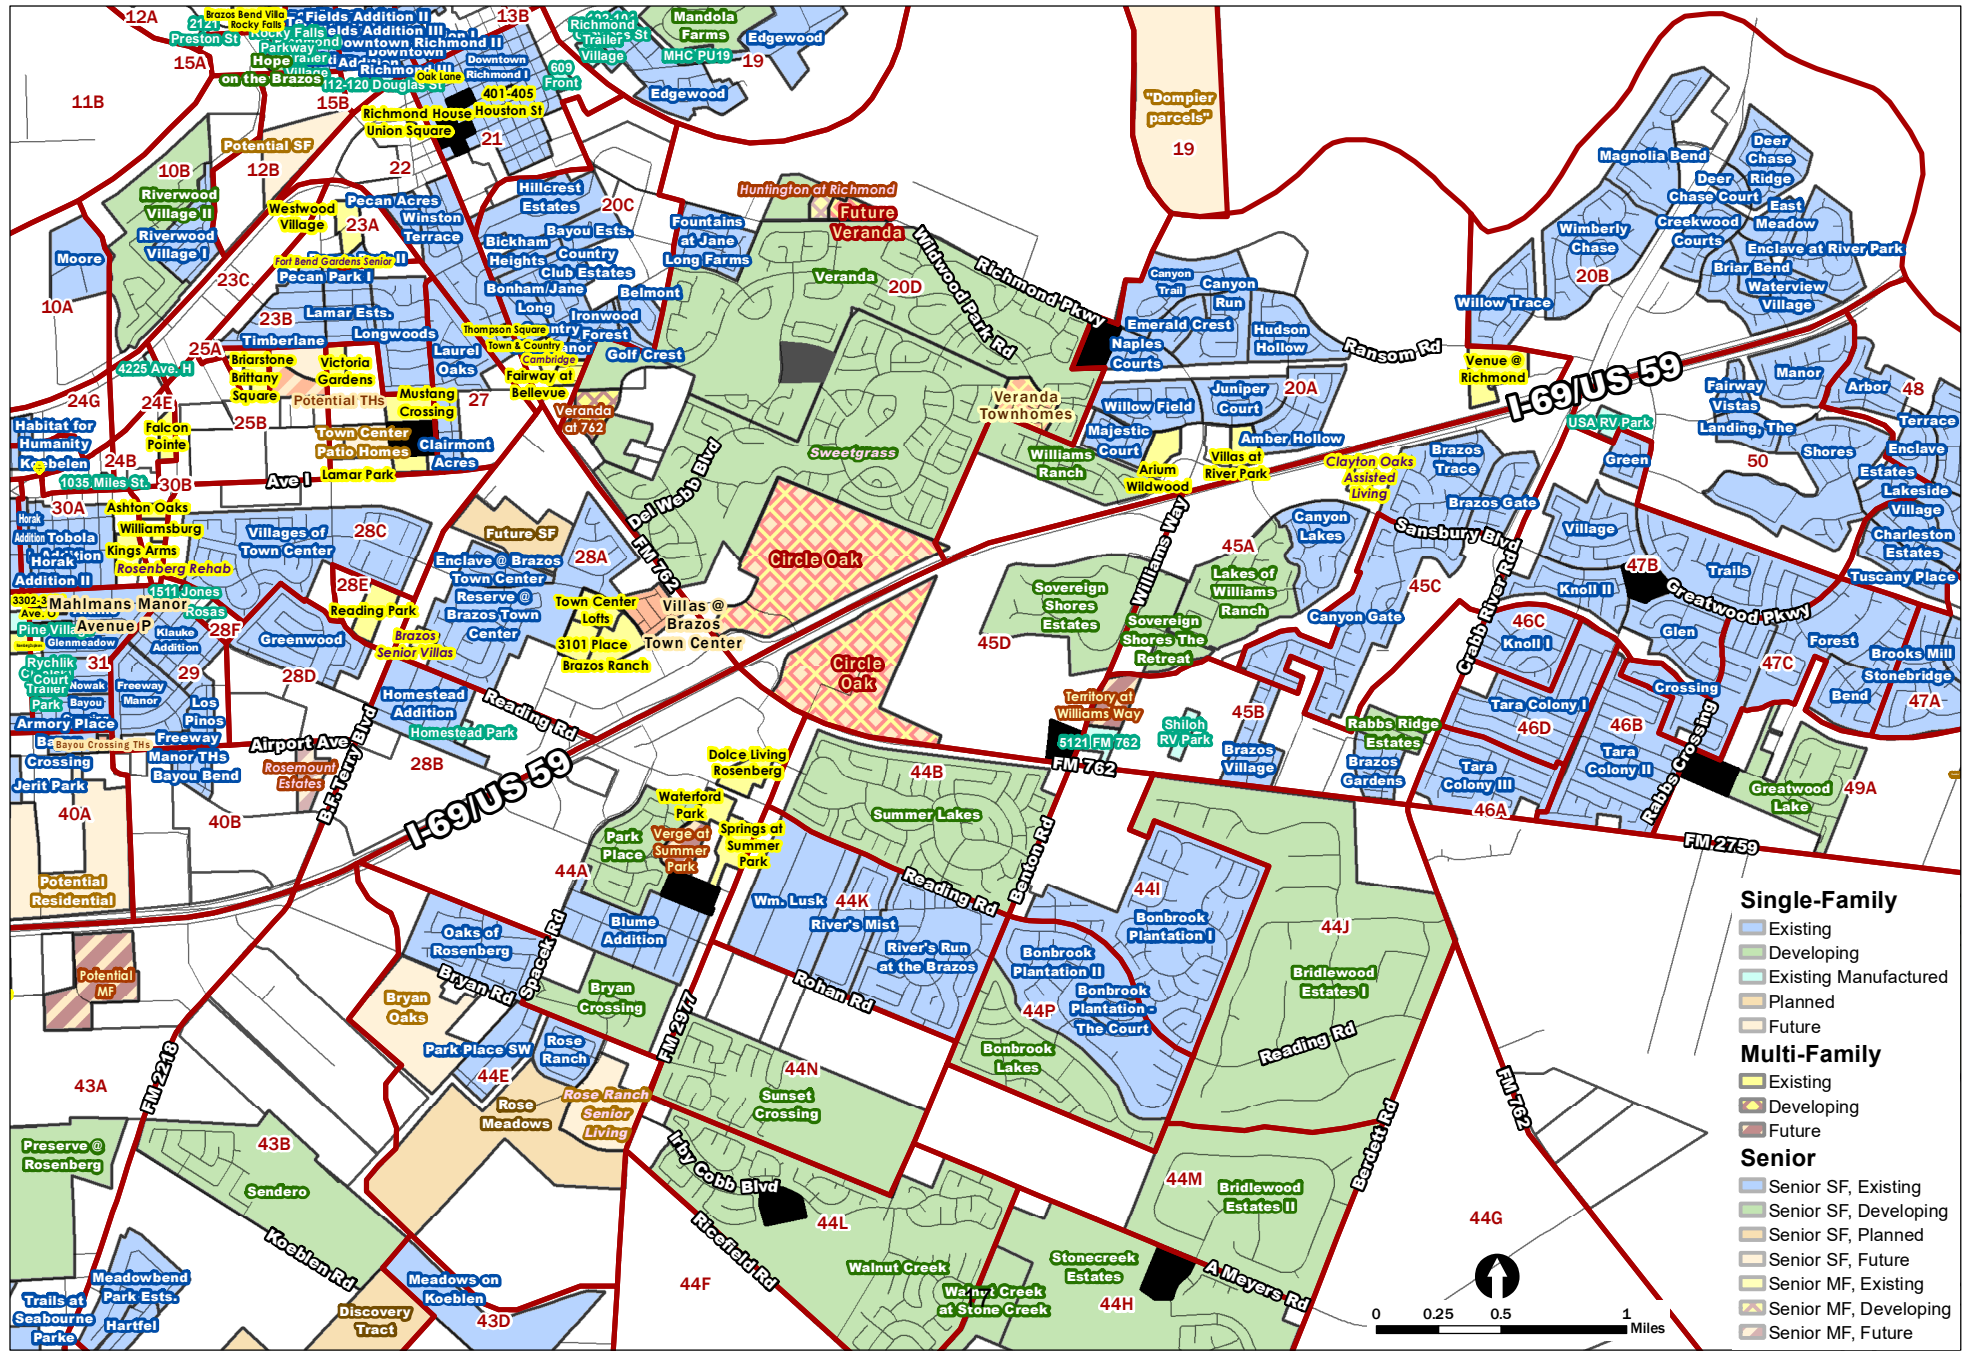 12A
Brazos Bend Villa
Rocky Falls
Fields Addition II
13B
Richmond
Trailer
Village
Mandola
Farms
Edgewood
Preston St
Rocky Falls
Parkway
Downtown Richmond II
Downtown
Downtown
Richmond I
MHC PU19
19
15A
Hope
on the Brazos
Village
Richmond III
Oak Lane
609
Front
Edgewood
11B
112-120 Douglas St
401-405
Houston St
"Dompier
parcels"
15B
Richmond House
Union Square
21
19
Potential SF
22
12B
10B
Riverwood
Village II
Riverwood
Village I
Moore
10A
Westwood
Village
23A
Pecan Acres
Winston
Terrace
Fort Bend Gardens Senior
Pecan Park I
23C
23B
Lamar Ests.
Timberlane
Longwoods
Laurel
Oaks
25A
Hillcrest
Estates
20C
Bayou Ests.
Bickham
Heights
Country
Club Estates
Bonham/Jane
Long
Belmont
Ironwood
Forest
Thompson Square
Town & Country
Cambridge
Golf Crest
Fairway at
Bellevue
Fountains
at Jane
Long Farms
Huntington at Richmond
Future
Veranda
Veranda
20D
Wildwood Park Rd
Richmond Pkwy
Canyon
Trail
Canyon
Run
Emerald Crest
Naples
Courts
Hudson
Hollow
Ransom Rd
Magnolia Bend
Deer
Chase
Ridge
Deer
Chase Court
East
Meadow
Wimberly
Chase
Creekwood
Courts
Enclave at River Park
20B
Briar Bend
Waterview
Village
Willow Trace
Venue @
Richmond
I-69/US 59
4225 Ave. H
Briarstone
Brittany
Square
Victoria
Gardens
Potential THs
Mustang
Crossing
27
24G
24E
25B
Falcon
Pointe
Town Center
Patio Homes
Clairmont
Acres
Lamar Park
Ave I
Habitat for
Humanity
Koebelen
24B
1035 Miles St.
30B
30A
Veranda
at 762
Veranda
Townhomes
Sweetgrass
Williams
Ranch
Del Webb Blvd
Willow Field
Juniper
Court
20A
Majestic
Court
Amber Hollow
Arium
Wildwood
Villas at
River Park
Clayton Oaks
Assisted
Living
Brazos
Trace
Brazos Gate
USA RV Park
Green
Manor
Arbor
48
Fairway
Vistas
Landing, The
Terrace
50
Shores
Enclave
Estates
Lakeside
Village
Charleston
Estates
Tuscany Place
Horak
Addition
Tobola
Addition
Horak
Addition II
Ashton Oaks
Williamsburg
Kings Arms
Rosenberg Rehab
Villages of
Town Center
28C
Future SF
28A
Enclave @ Brazos
Town Center
Reserve @
Brazos Town
Center
FM 762
Circle Oak
Williams Way
Canyon
Lakes
Sansbury Blvd
Village
47B
Trails
45A
Lakes of
Williams
Ranch
45C
Knoll II
Greatwood Pkwy
Crabb River Rd
28E
Reading Park
1511 Jones
Rosas
Mahlmans Manor
Avenue P
Pine Village
Glenmeadow
Klauke
Addition
28F
Greenwood
Brazos
Senior Villas
Town Center
Lofts
3101 Place
Brazos Ranch
Villas @
Brazos
Town Center
Sovereign
Shores
Estates
Sovereign
Shores The
Retreat
45D
Canyon Gate
46C
Knoll I
Glen
47C
Forest
Brooks Mill
Stonebridge
Bend
47A
Rychlik
Court
Trailer
Park
31
Nowak
Bayou
Freeway
Manor
29
28D
Los
Pinos
Armory Place
Bayou Crossing THs
Crossing
Freeway
Manor THs
Bayou Bend
Jerit Park
Airport Ave
B.F. Terry Blvd
Homestead
Addition
Homestead Park
Reading Rd
28B
Circle
Oak
Territory at
Williams Way
5121 FM 762
FM 762
Shiloh
RV Park
45B
Brazos
Village
Rabbs Ridge
Estates
Brazos
Gardens
Tara Colony I
46D
46B
Crossing
Tara
Colony II
Tara
Colony III
46A
Rabbs Crossing
Greatwood
Lake
49A
FM 2759
Rosemount
Estates
40A
40B
Potential
Residential
I-69/US 59
Dolce Living
Rosenberg
Waterford
Park
Verge at
Summer
Park
Springs at
Summer
Park
Park
Place
44A
44B
Summer Lakes
Benton Rd
Reading Rd
Wm. Lusk
44K
River's Mist
River's Run
at the Brazos
Rohan Rd
44I
Bonbrook
Plantation I
Bonbrook
Plantation II
Bonbrook
Plantation -
The Court
44P
Bonbrook
Lakes
44J
Bridlewood
Estates I
Reading Rd
Potential
MF
Oaks of
Rosenberg
Blume
Addition
Spacek Rd
Bryan Rd
Bryan
Oaks
Bryan
Crossing
Park Place SW
Rose
Ranch
FM 2977
44E
Rose
Meadows
Rose Ranch
Senior
Living
44N
Sunset
Crossing
43A
FM 2218
Preserve @
Rosenberg
43B
Sendero
Koeblen Rd
Irby Cobb Blvd
44L
Ricefield Rd
Walnut Creek
Walnut Creek
at Stone Creek
Stonecreek
Estates
44H
A Meyers Rd
44M
Bridlewood
Estates II
Berdett Rd
FM 762
44G
44F
Meadowbend
Park Ests.
Hartfel
Trails at
Seabourne
Parke
Discovery
Tract
Meadows on
Koeblen
43D
Single-Family
Existing
Developing
Existing Manufactured
Planned
Future
Multi-Family
Existing
Developing
Future
Senior
Senior SF, Existing
Senior SF, Developing
Senior SF, Planned
Senior SF, Future
Senior MF, Existing
Senior MF, Developing
Senior MF, Future
0 0.25 0.5 1
Miles